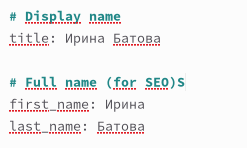 # Display name
title: Ирина Батова
# Full name (for SEO)S
first_name: Ирина
last_name: Батова